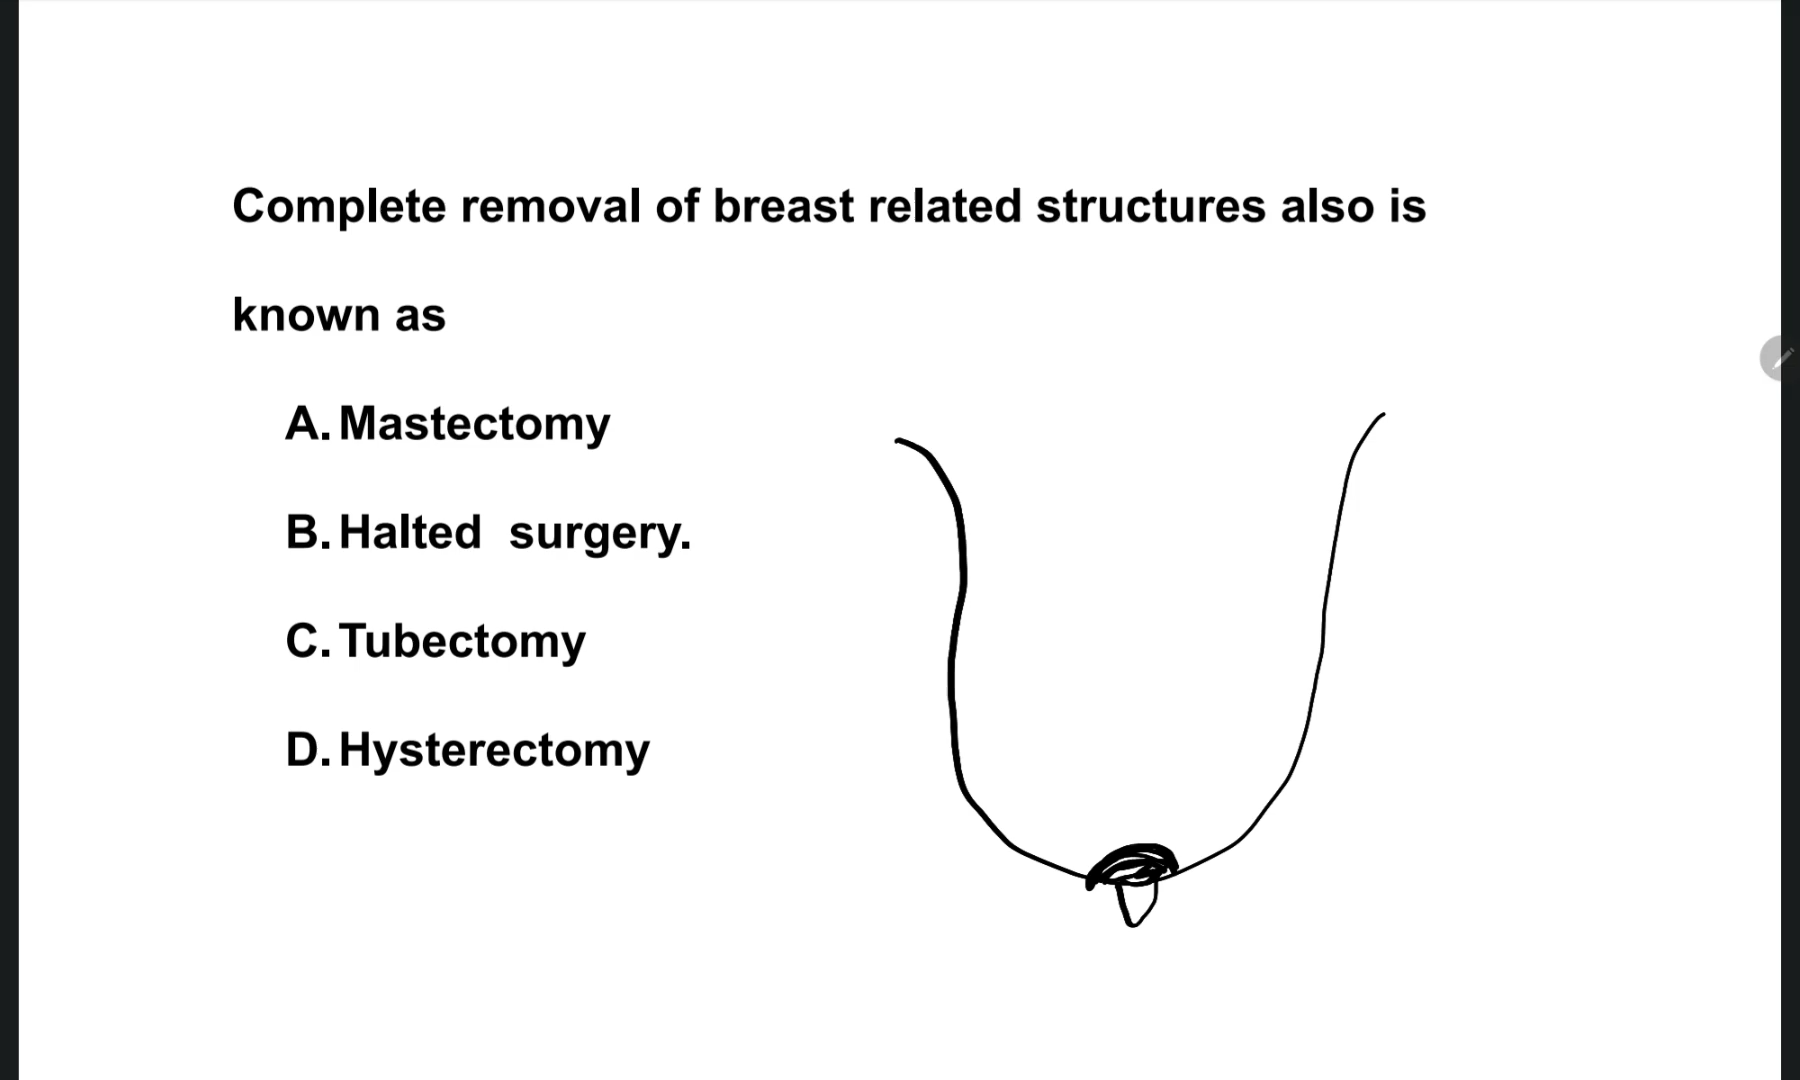 Complete removal of breast related structures also is
known as
A. Mastectomy
B. Halted surgery.
C. Tubectomy
D. Hysterectomy